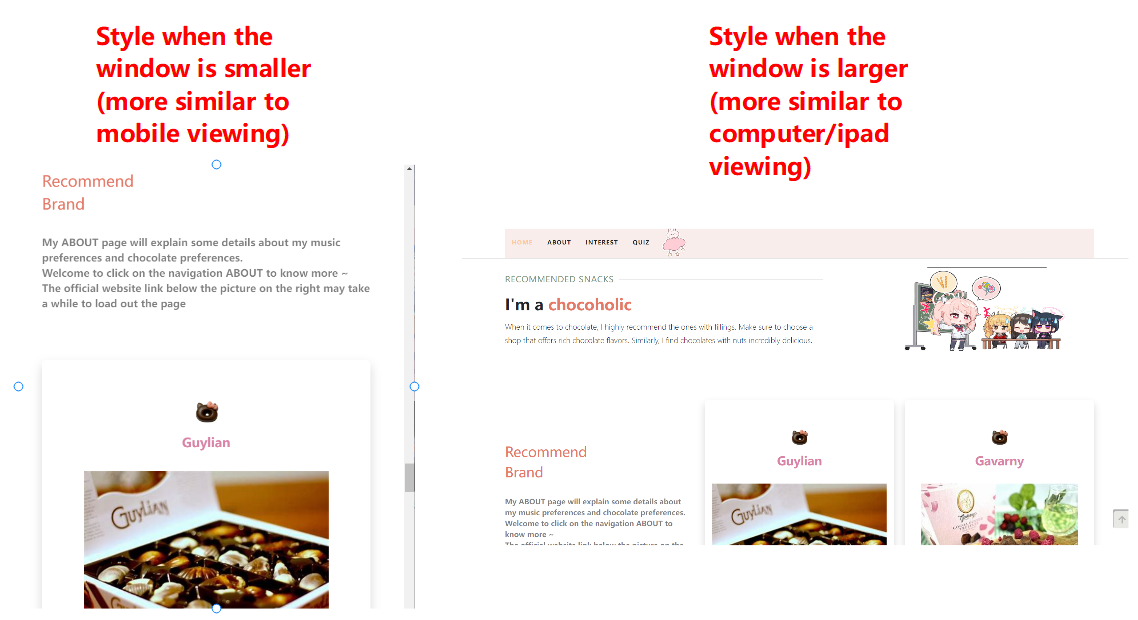 Style when the
window is smaller
(more similar to
mobile viewing)
Recommend
Brand
My ABOUT page will explain some details about my music
preferences and chocolate preferences.
Welcome to click on the navigation ABOUT to know more ~
The official website link below the picture on the right may take
a while to load out the page
Guylian
GUYLIAN
Style when the
window is larger
(more similar to
computer/ipad
viewing)
HOME ABOUT INTEREST QUIZ
RECOMMENDED SNACKS
I'm a chocoholic
When it comes to chocolate, I highly recommend the ones with fillings. Make sure to choose a
shop that offers rich chocolate flavors. Similarly, I find chocolates with nuts incredibly delicious.
Recommend
Brand
My ABOUT page will explain some details about
my music preferences and chocolate preferences.
Welcome to click on the navigation ABOUT to
know more ~
The official website link below the picture on the
Guylian
GUYLIAN
Gavarny